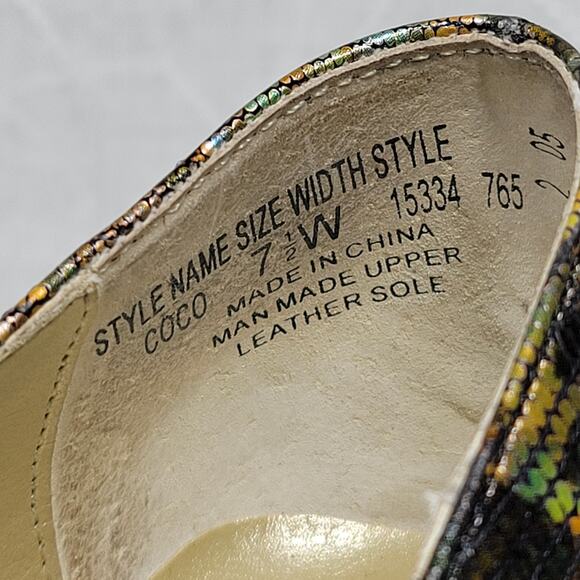 STYLE NAME SIZE WIDTH STYLE
COCO 7 ½ W 15334 765 2 05
MADE IN CHINA
MAN MADE UPPER
LEATHER SOLE